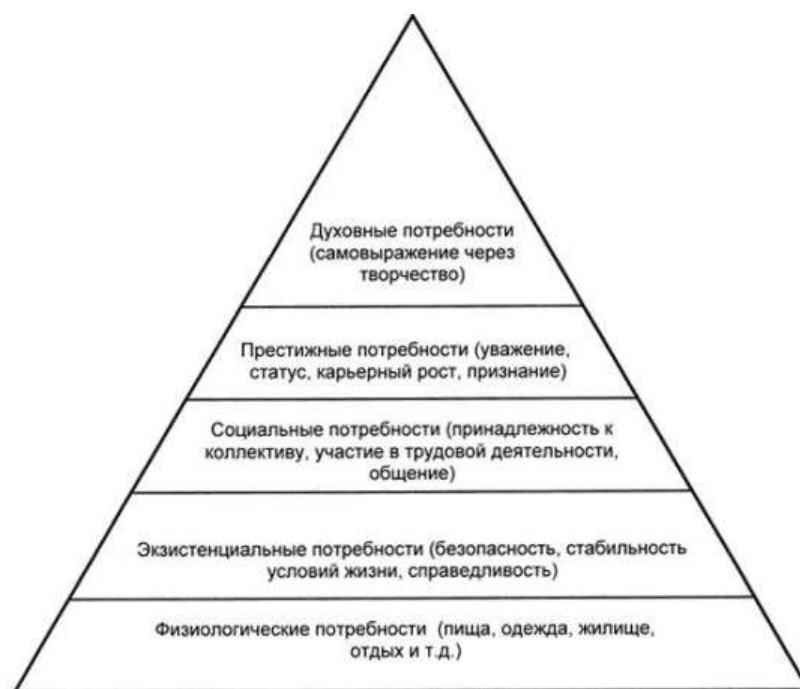 Духовные потребности
(самовыражение через
творчество)
Престижные потребности (уважение,
статус, карьерный рост, признание)
Социальные потребности (принадлежность к
коллективу, участие в трудовой деятельности,
общение)
Экзистенциальные потребности (безопасность, стабильность
условий жизни, справедливость)
Физиологические потребности (пища, одежда, жилище,
отдых и т.д.)